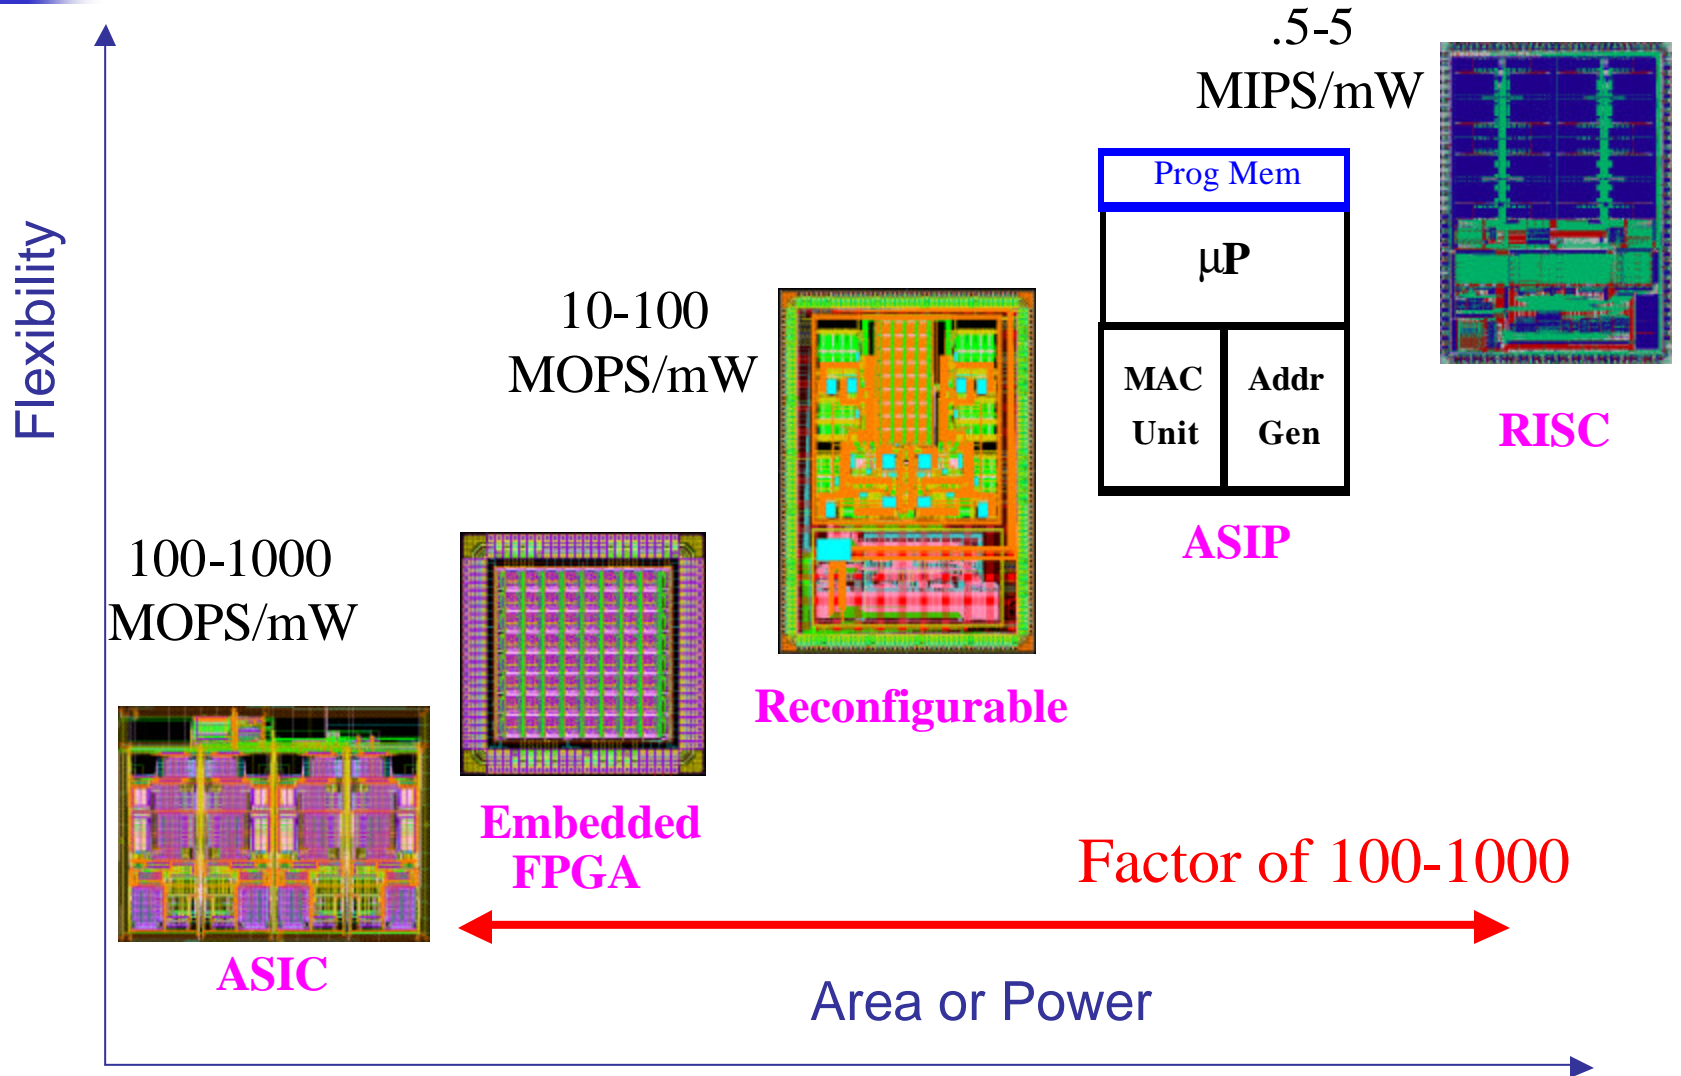 .5-5
MIPS/mW
Prog Mem
μP
MAC
Unit
Addr
Gen
RISC
ASIP
Flexibility
10-100
MOPS/mW
Reconfigurable
100-1000
MOPS/mW
Embedded
FPGA
ASIC
Factor of 100-1000
Area or Power